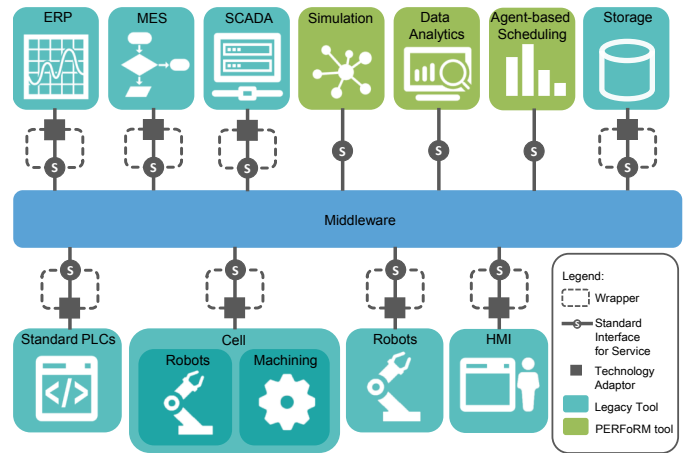 ERP
MES
SCADA
Simulation
Data
Analytics
Agent-based
Scheduling
Storage
S
S
S
S
S
S
S
Middleware
S
S
S
S
Standard PLCs
</>
Cell
Robots
Machining
Robots
HMI
Legend:
Wrapper
S
Standard
Interface
for Service
Technology
Adaptor
Legacy Tool
PERFoRM tool